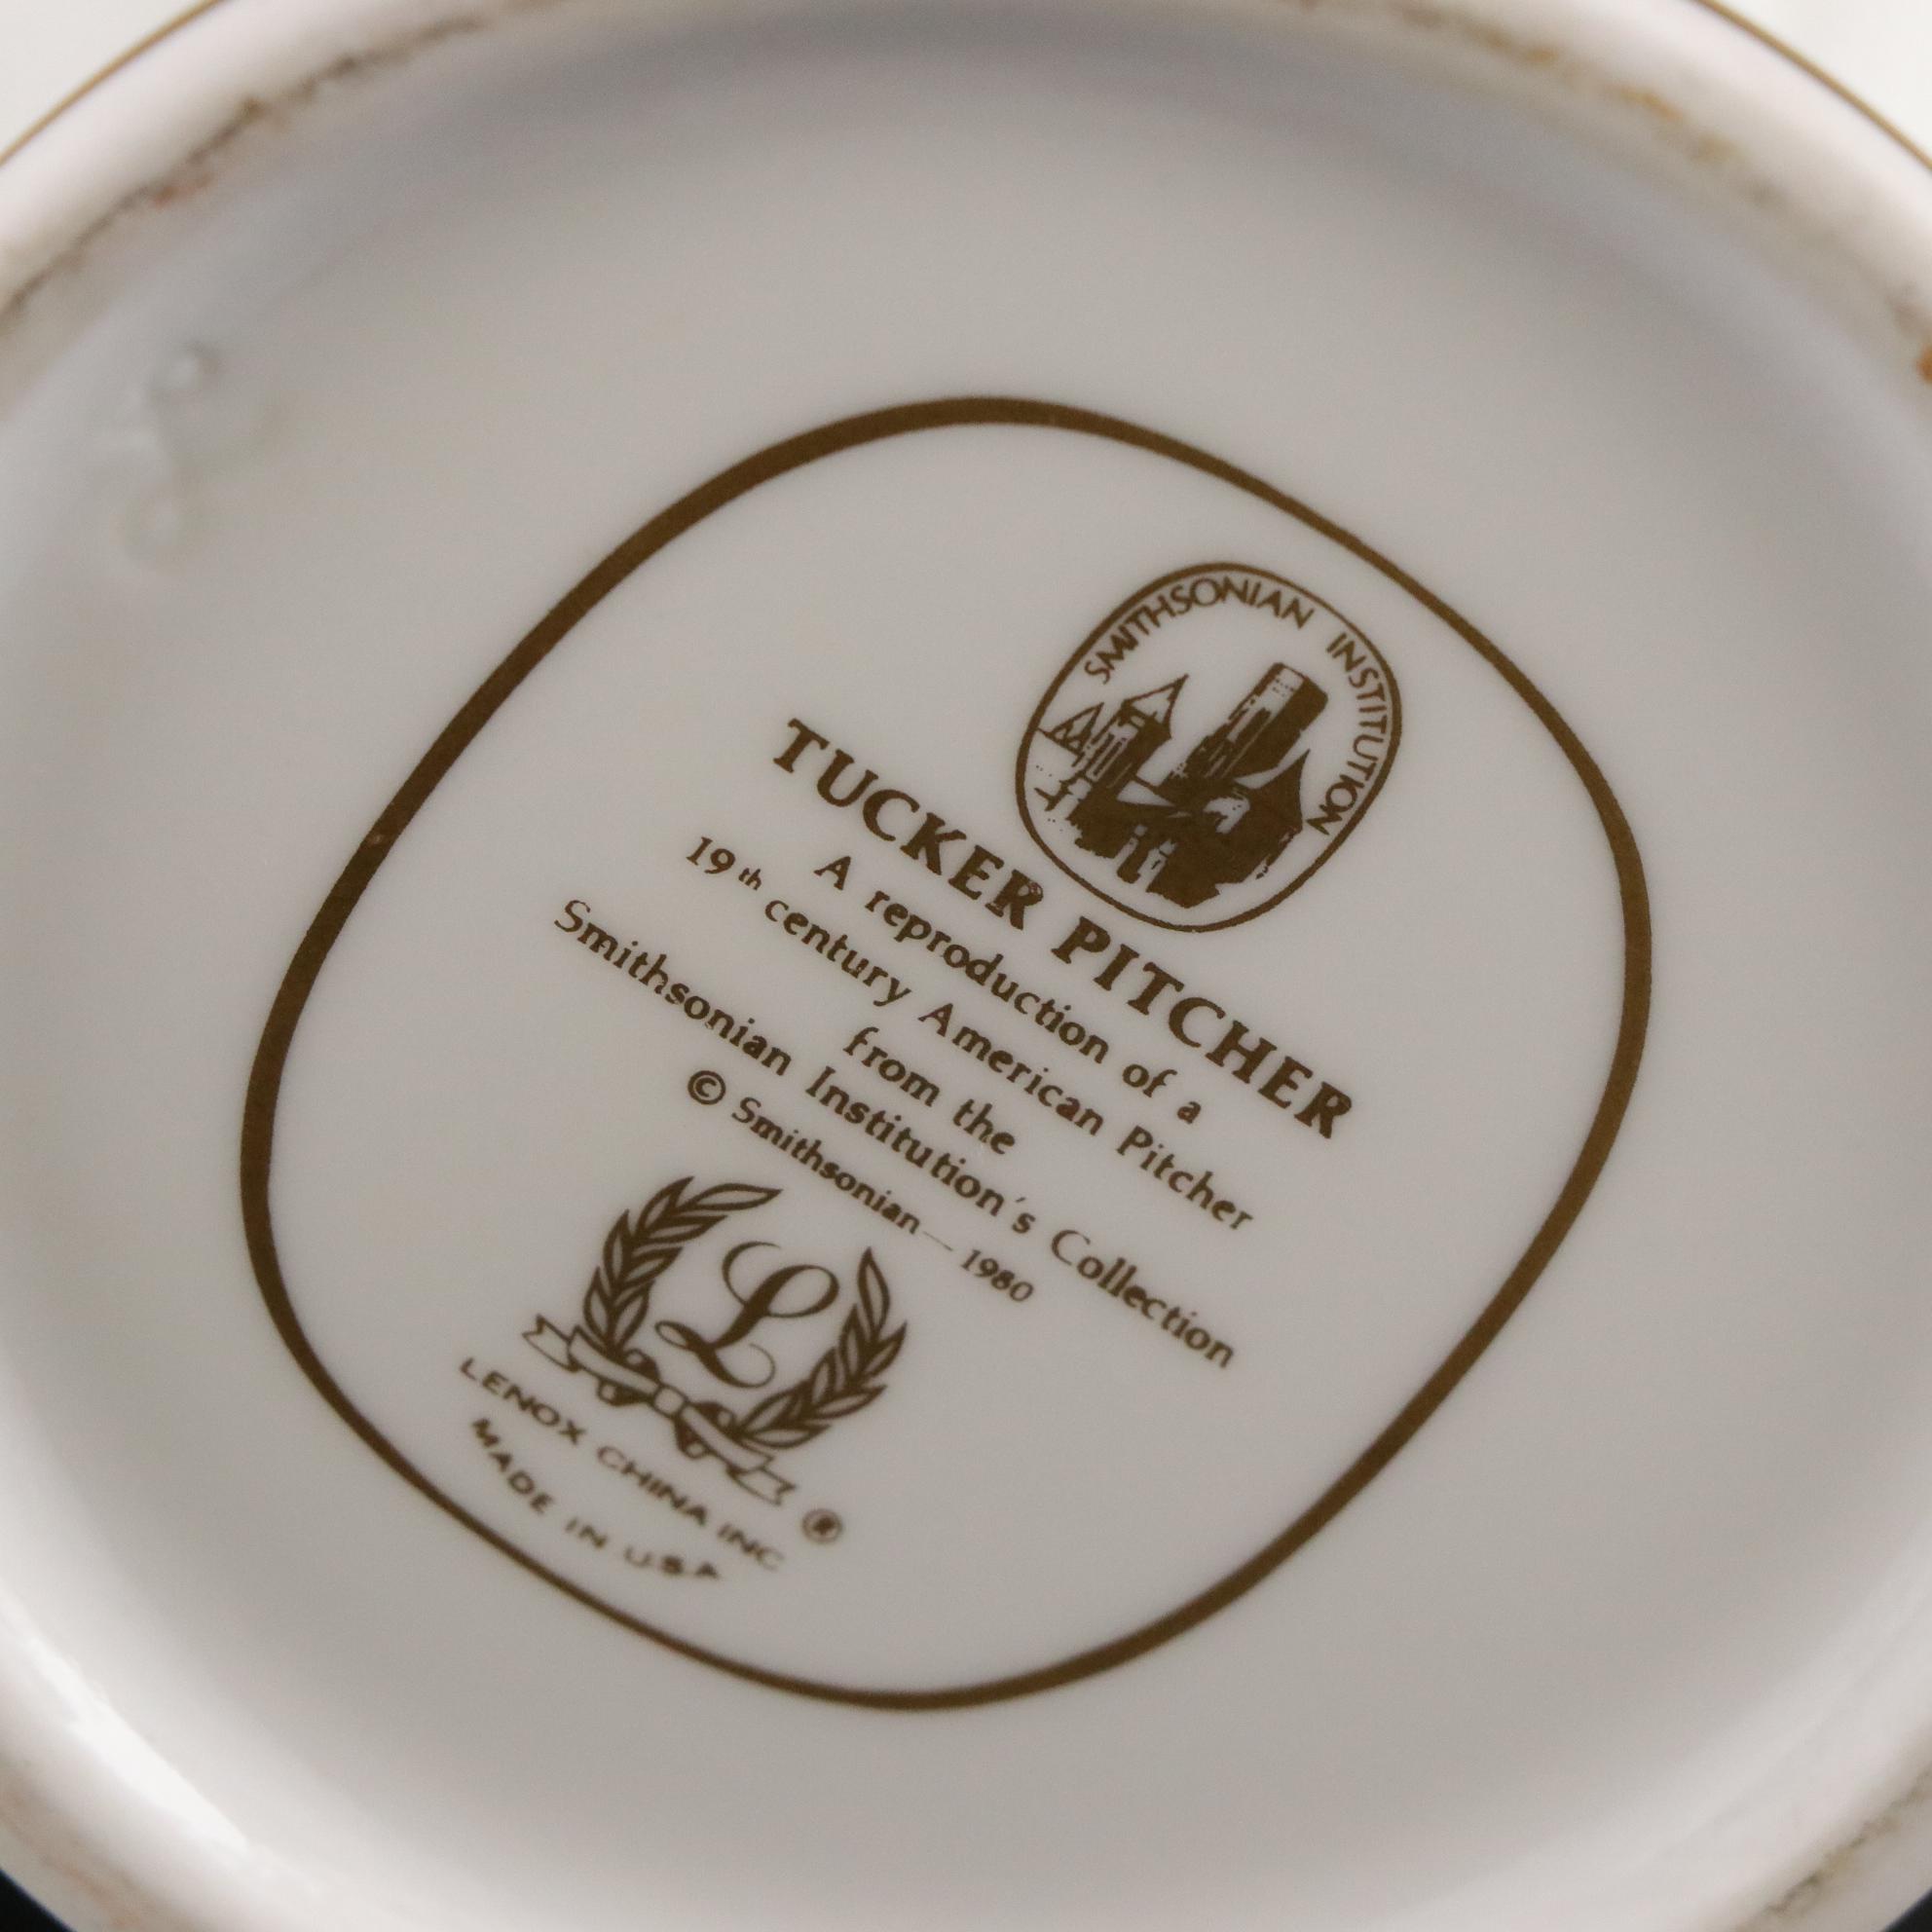 SMITHSONIAN INSTITUTION
TUCKER PITCHER
A reproduction of a
19th century American Pitcher
from the
Smithsonian Institution's Collection
© Smithsonian—1980
L
®
LENOX CHINA INC
MADE IN USA